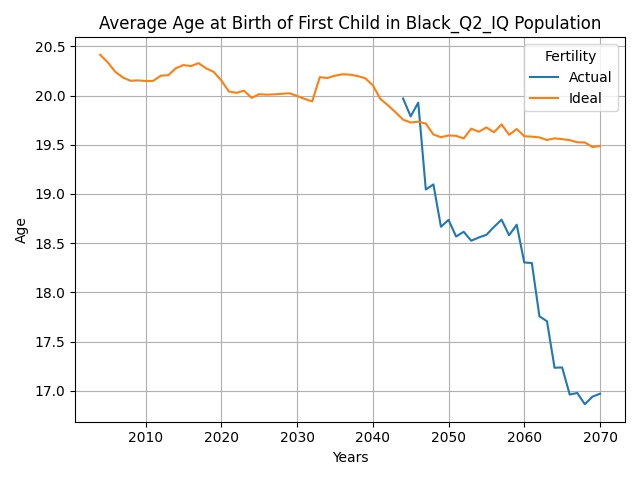 Average Age at Birth of First Child in Black_Q2_IQ Population
Fertility
Actual
Ideal
20.5
20.0
19.5
19.0
18.5
18.0
17.5
17.0
Age
2010 2020 2030 2040 2050 2060 2070
Years